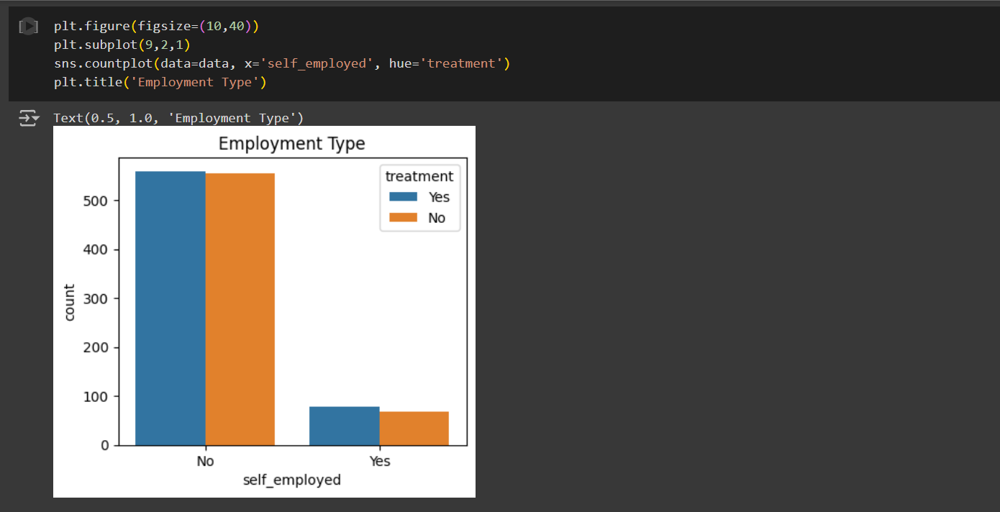 plt.figure(figsize=(10,40))
plt.subplot(9,2,1)
sns.countplot(data=data, x='self_employed', hue='treatment')
plt.title('Employment Type')
Text(0.5, 1.0, 'Employment Type')
Employment Type
treatment
Yes
No
500
400
300
200
100
0
count
No
Yes
self_employed